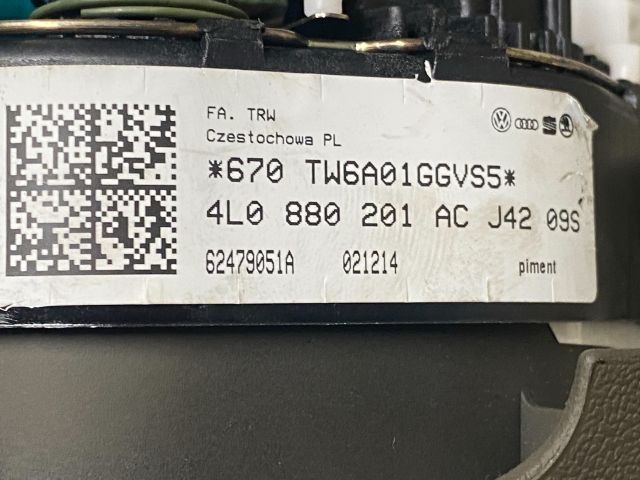 FA. TRW
Czestochowa PL
*670 TW6A01GGVS5*
4L0 880 201 AC J42 09S
62479051A 021214 piment